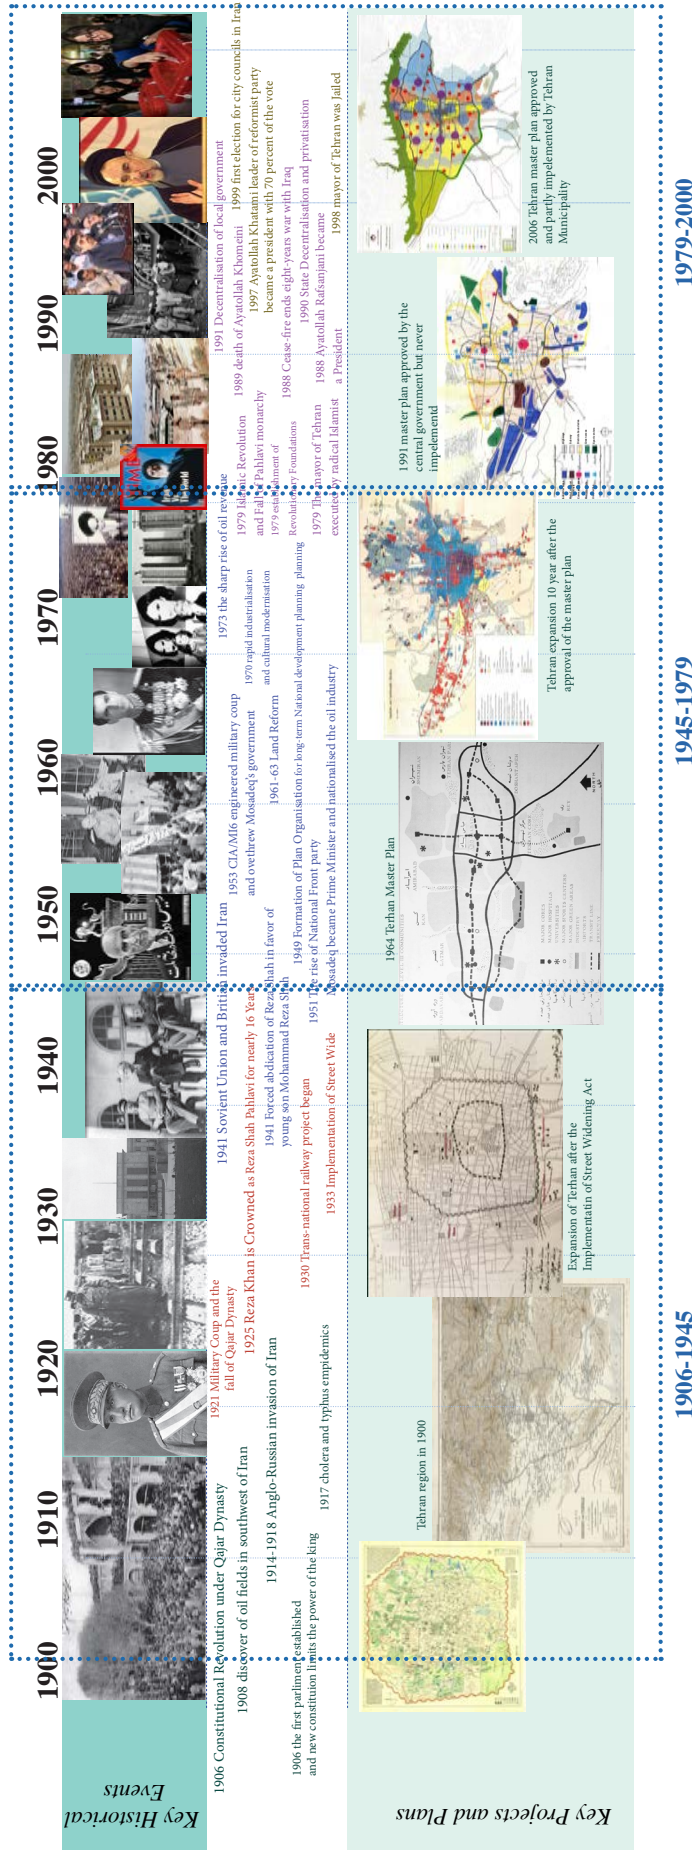 1900
1910
1920
1930
1940
1950
1960
1970
1980
1990
2000
Key Historical
Events
1906 Constitutional Revolution under Qajar Dynasty
1908 discover of oil fields in southwest of Iran
1914-1918 Anglo-Russian invasion of Iran
1906 the first parliment established
and new constituion limits the power of the king
1917 cholera and typhus empidemics
1921 Military Coup and the
fall of Qajar Dynasty
1925 Reza Khan is Crowned as Reza Shah Pahlavi for nearly 16 Years
1930 Trans-national railway project began
1933 Implementation of Street Wide
1941 Sovient Union and Britian invaded Iran
1941 Forced abdication of Reza Shah in favor of
young son Mohammad Reza Shah
1949 Formation of Plan Organisation for long-term National development planning planning
1951 The rise of National Front party
Mosadeq became Prime Minister and nationalised the oil industry
1953 CIA/MI6 engineered military coup
and ovethrew Mosadeq's government
1961-63 Land Reform
1970 rapid industrialisation
and cultural modernisation
1973 the sharp rise of oil revenue
1979 Islamic Revolution
and Fall of Pahlavi monarchy
1979 establishment of
Revolutionary Foundations
1979 The mayor of Tehran
executed by radical Islamist
1991 Decentralisation of local government
1989 death of Ayatollah Khomeini
1988 Cease-fire ends eight-years war with Iraq
1990 State Decentralisation and privatisation
1988 Ayatollah Rafsanjani became
a President
1999 first election for city councils in Iran
1997 Ayatollah Khatami leader of reformist party
became a president with 70 percent of the vote
1998 mayor of Tehran was Jailed
Key Projects and Plans
Tehran region in 1900
Expansion of Terhan after the
Implementatin of Street Widening Act
1964 Terhan Master Plan
Tehran expansion 10 year after the
approval of the master plan
1991 master plan approved by the
central government but never
impelementd
2006 Tehran master plan approved
and partly impelemented by Tehran
Municipality
1906-1945
1945-1979
1979-2000